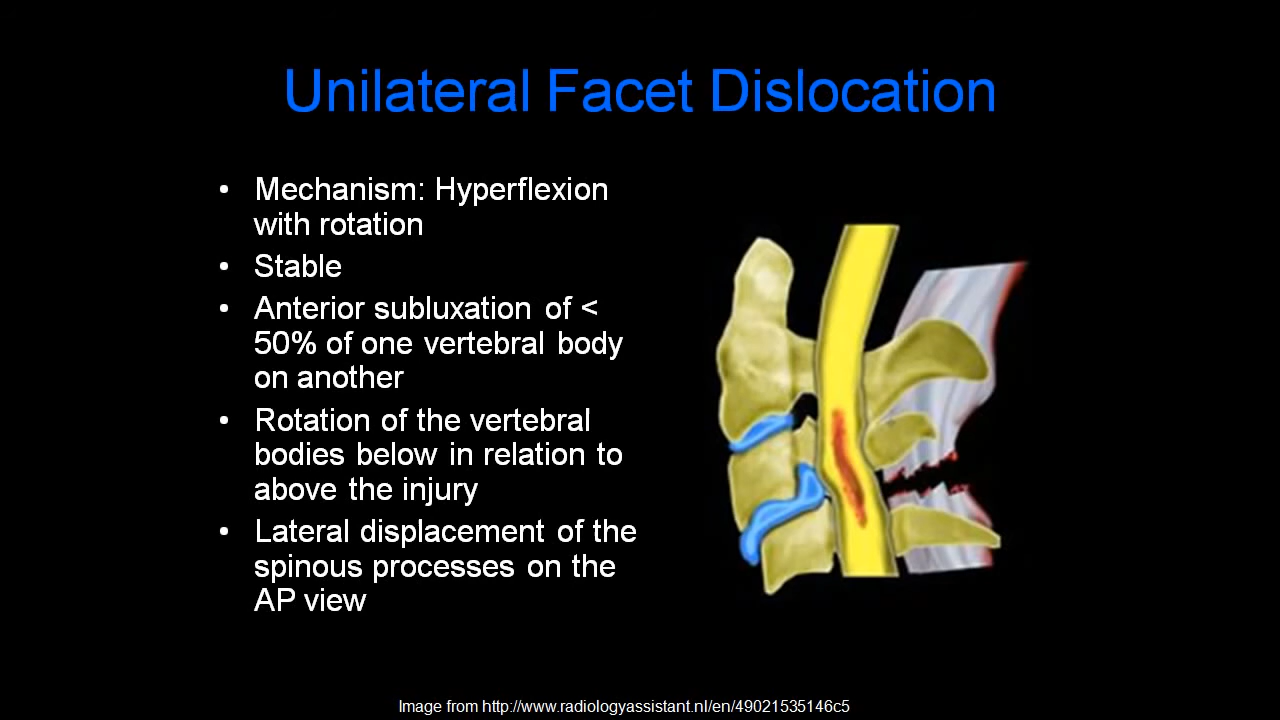 Unilateral Facet Dislocation
• Mechanism: Hyperflexion
with rotation
• Stable
• Anterior subluxation of <
50% of one vertebral body
on another
• Rotation of the vertebral
bodies below in relation to
above the injury
• Lateral displacement of the
spinous processes on the
AP view
Image from http://www.radiologyassistant.nl/en/49021535146c5